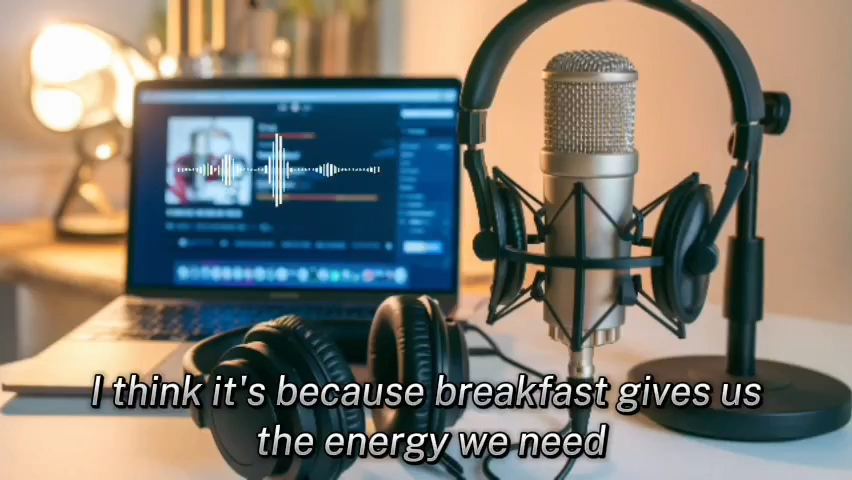 I think it's because breakfast gives us
the energy we need